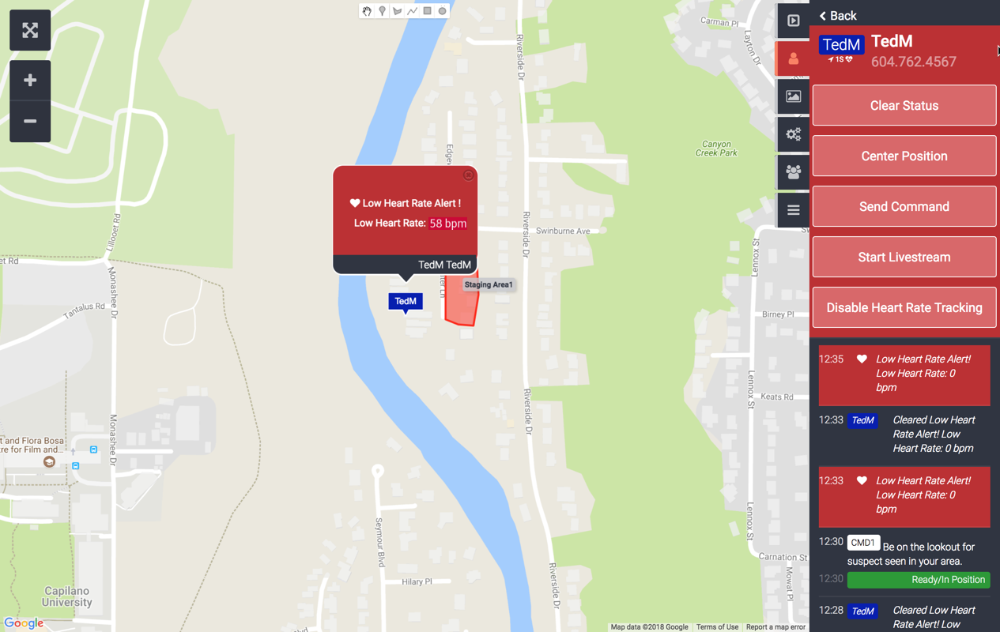 Back
TedM
TedM
1S
604.762.4567
Clear Status
Center Position
Send Command
Start Livestream
Disable Heart Rate Tracking
12:35
Low Heart Rate Alert!
Low Heart Rate: 0
bpm
12:33
TedM
Cleared Low Heart
Rate Alert! Low
Heart Rate: 0 bpm
12:33
Low Heart Rate Alert!
Low Heart Rate: 0
bpm
12:30
CMD1
Be on the lookout for
suspect seen in your area.
12:30
Ready/In Position
12:28
TedM
Cleared Low Heart
Rate Alert! Low
Low Heart Rate Alert !
Low Heart Rate: 58 bpm
TedM TedM
TedM
Staging Area1
Carman Pl
Layton Dr
Riverside Dr
Canyon
Creek Park
Lillooet Rd
Riverside Dr
Swinburne Ave
Lennox St
et Rd
Monashee Dr
Tantalus Rd
Birney Pl
Lennox St
Keats Rd
Riverside Dr
Monashee Dr
t and Flora Bosa
re for Film and...
Seymour Blvd
Lennox St
Carnation St
Mowat Pl
Hilary Pl
Riverside Dr
Capilano
University
Google
Map data ©2018 Google
Terms of Use
Report a map error